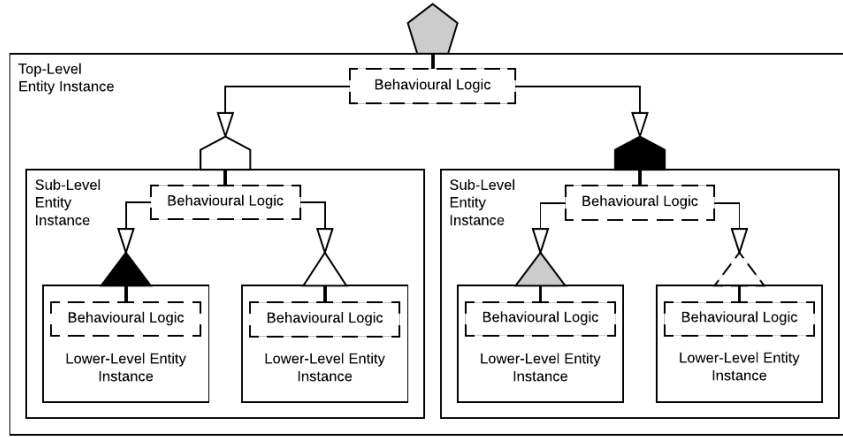 Top-Level
Entity Instance
Behavioural Logic
Sub-Level
Entity
Instance
Behavioural Logic
Behavioural Logic
Lower-Level Entity
Instance
Behavioural Logic
Lower-Level Entity
Instance
Sub-Level
Entity
Instance
Behavioural Logic
Behavioural Logic
Lower-Level Entity
Instance
Behavioural Logic
Lower-Level Entity
Instance